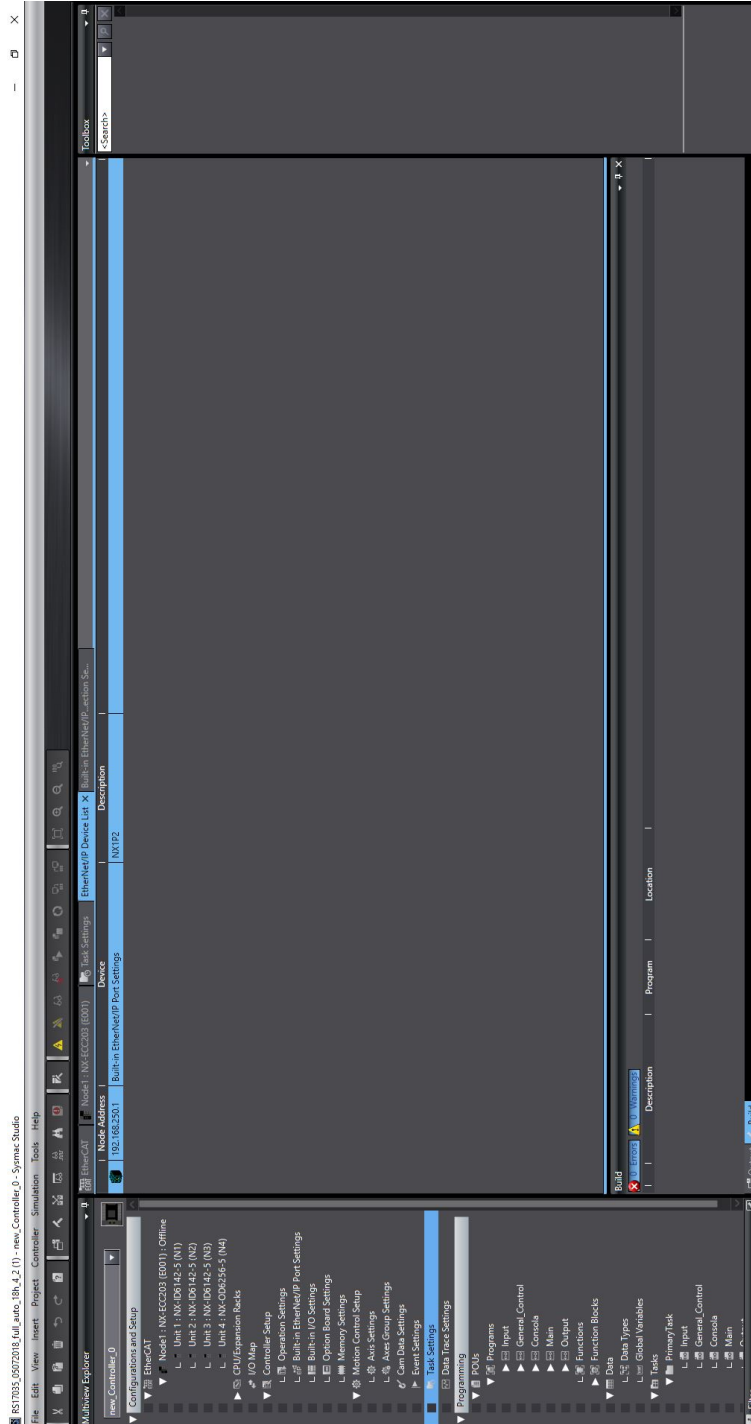 RS17035_05072018_full_auto_18h_4_2 (1) - new_Controller_0 - Sysmac Studio
File Edit View Insert Project Controller Simulation Tools Help
Multiview Explorer
new_Controller_0
Configurations and Setup
EtherCAT
Node1 : NX-ECC203 (E001) : Offline
Unit 1 : NX-ID6142-5 (N1)
Unit 2 : NX-ID6142-5 (N2)
Unit 3 : NX-ID6142-5 (N3)
Unit 4 : NX-OD6256-5 (N4)
CPU/Expansion Racks
I/O Map
Controller Setup
Operation Settings
Built-in EtherNet/IP Port Settings
Built-in I/O Settings
Option Board Settings
Memory Settings
Motion Control Setup
Axis Settings
Axes Group Settings
Cam Data Settings
Event Settings
Task Settings
Data Trace Settings
Programming
POUs
Programs
Input
General_Control
Consola
Main
Output
Functions
Function Blocks
Data
Data Types
Global Variables
Tasks
PrimaryTask
Input
General_Control
Consola
Main
EtherCAT Node1 : NX-ECC203 (E001) Task Settings EtherNet/IP Device List Built-in EtherNet/IP ...ection Se...
Node Address Device Description
192.168.250.1 Built-in EtherNet/IP Port Settings NX1P2
Build
0 Errors 0 Warnings
Description Program Location
Toolbox
<Search>